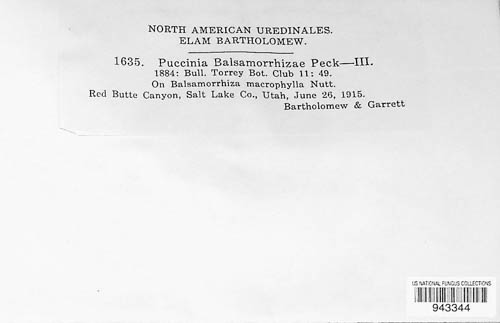 NORTH AMERICAN UREDINALES.
ELAM BARTHOLOMEW.
1635. Puccinia Balsamorrhizae Peck—III.
1884: Bull. Torrey Bot. Club 11: 49.
On Balsamorrhiza macrophylla Nutt.
Red Butte Canyon, Salt Lake Co., Utah, June 26, 1915.
Bartholomew & Garrett
US NATIONAL FUNGUS COLLECTIONS
943344